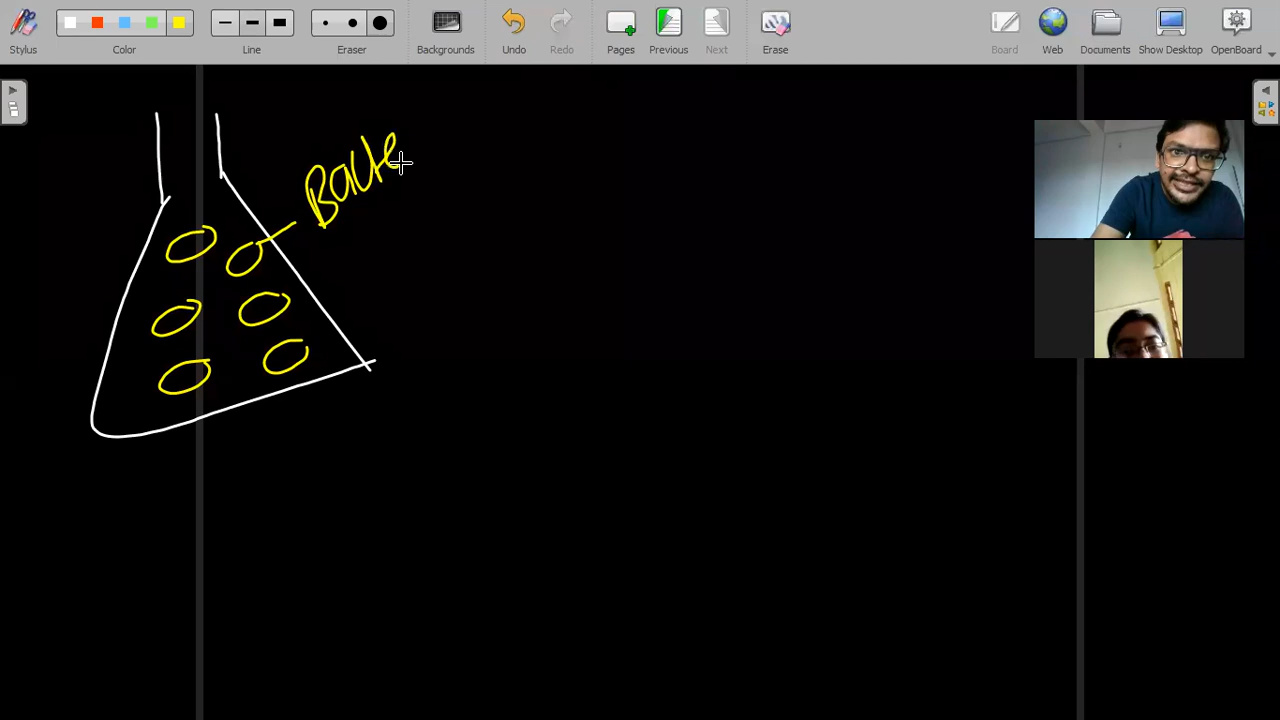 Stylus
Color
Line
Eraser
Backgrounds
Undo
Redo
Pages
Previous
Next
Erase
Board
Web
Documents
Show Desktop
OpenBoard
Bacte